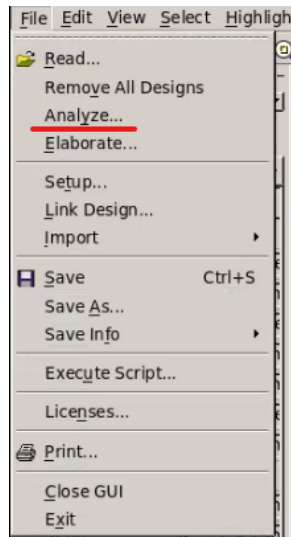 File Edit View Select Highligh
Read...
Remove All Designs
Analyze...
Elaborate...
Setup...
Link Design...
Import
Save Ctrl+S
Save As...
Save Info
Execute Script...
Licenses...
Print...
Close GUI
Exit